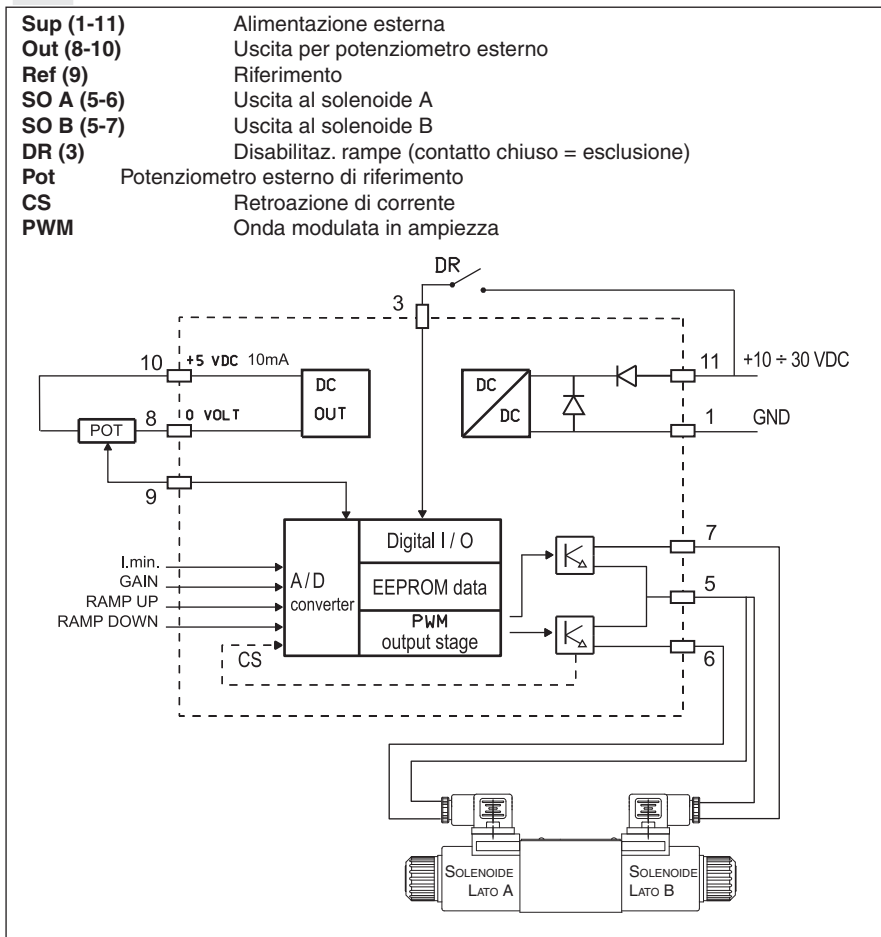 Sup (1-11) Alimentazione esterna
Out (8-10) Uscita per potenziometro esterno
Ref (9) Riferimento
SO A (5-6) Uscita al solenoide A
SO B (5-7) Uscita al solenoide B
DR (3) Disabilitaz. rampe (contatto chiuso = esclusione)
Pot Potenziometro esterno di riferimento
CS Retroazione di corrente
PWM Onda modulata in ampiezza
DR
3
10 +5 VDC 10mA
DC
OUT
DC
DC
11 +10 ÷ 30 VDC
POT 8 0 VOLT
1 GND
9
Digital I / O
7
I.min.
GAIN
RAMP UP
RAMP DOWN
A/D
converter
EEPROM data
5
PWM
output stage
CS
6
SOLENOIDE
LATO A
SOLENOIDE
LATO B